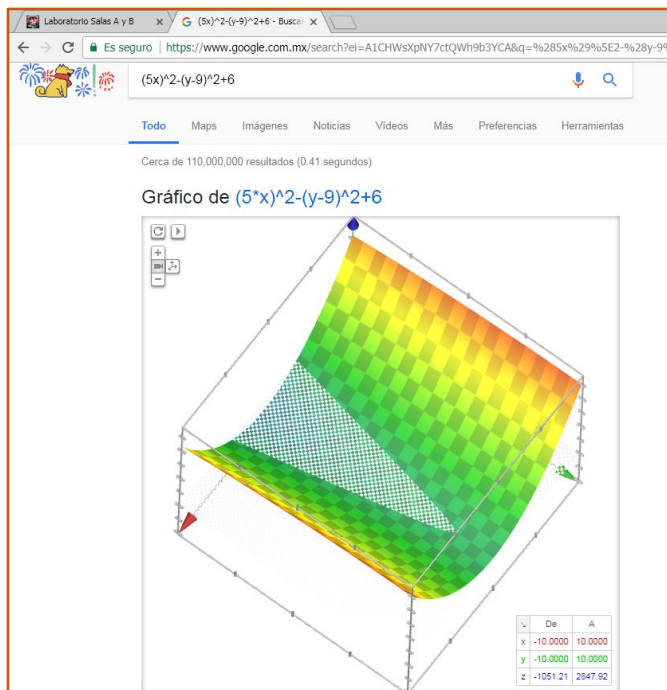 Laboratorio Salas A y B
(5x)^2-(y-9)^2+6 - Busca
Es seguro | https://www.google.com.mx/search?ei=A1CHWsXpNY7ctQWh9b3YCA&q=%285x%29%5E2-%28y-9%
(5x)^2-(y-9)^2+6
Todo Maps Imágenes Noticias Vídeos Más Preferencias Herramientas
Cerca de 110,000,000 resultados (0.41 segundos)
Gráfico de (5*x)^2-(y-9)^2+6
De A
x -10.0000 10.0000
y -10.0000 10.0000
z -1051.21 2847.92